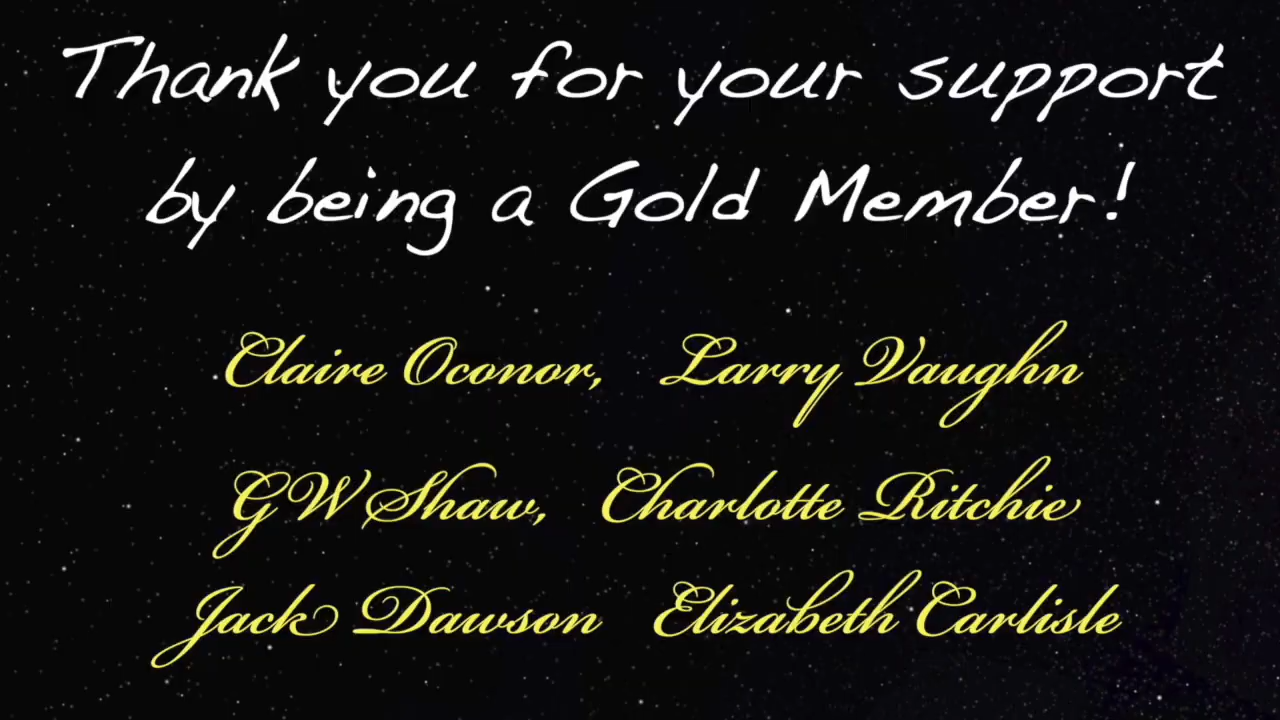 Thank you for your support
by being a Gold Member!
Claire Oconor, Larry Vaughn
GW Shaw, Charlotte Ritchie
Jack Dawson Elizabeth Carlisle